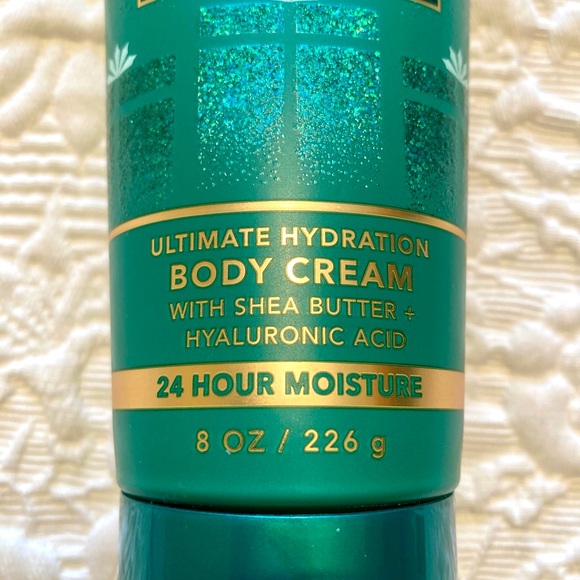 ULTIMATE HYDRATION
BODY CREAM
WITH SHEA BUTTER +
HYALURONIC ACID
24 HOUR MOISTURE
8 OZ / 226 g